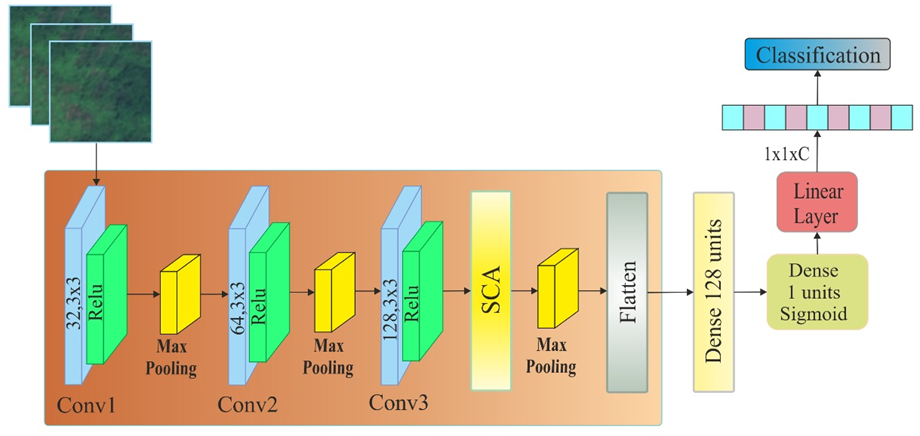 32,3x3
Relu
Conv1
Max
Pooling
64,3x3
Relu
Conv2
Max
Pooling
128,3x3
Relu
Conv3
SCA
Max
Pooling
Flatten
Dense 128 units
Dense
1 units
Sigmoid
Linear
Layer
1x1xC
Classification